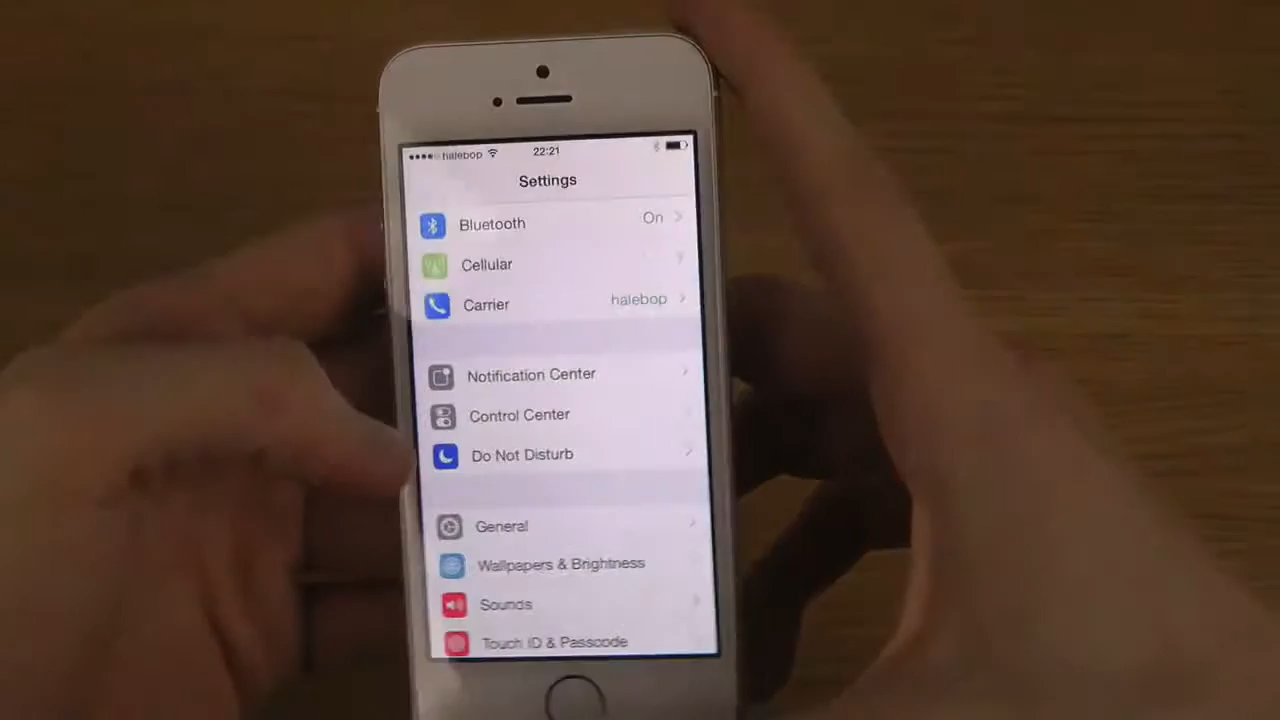 halebop 22:21
Settings
Bluetooth On
Cellular
Carrier halebop
Notification Center
Control Center
Do Not Disturb
General
Wallpapers & Brightness
Sounds
Touch ID & Passcode